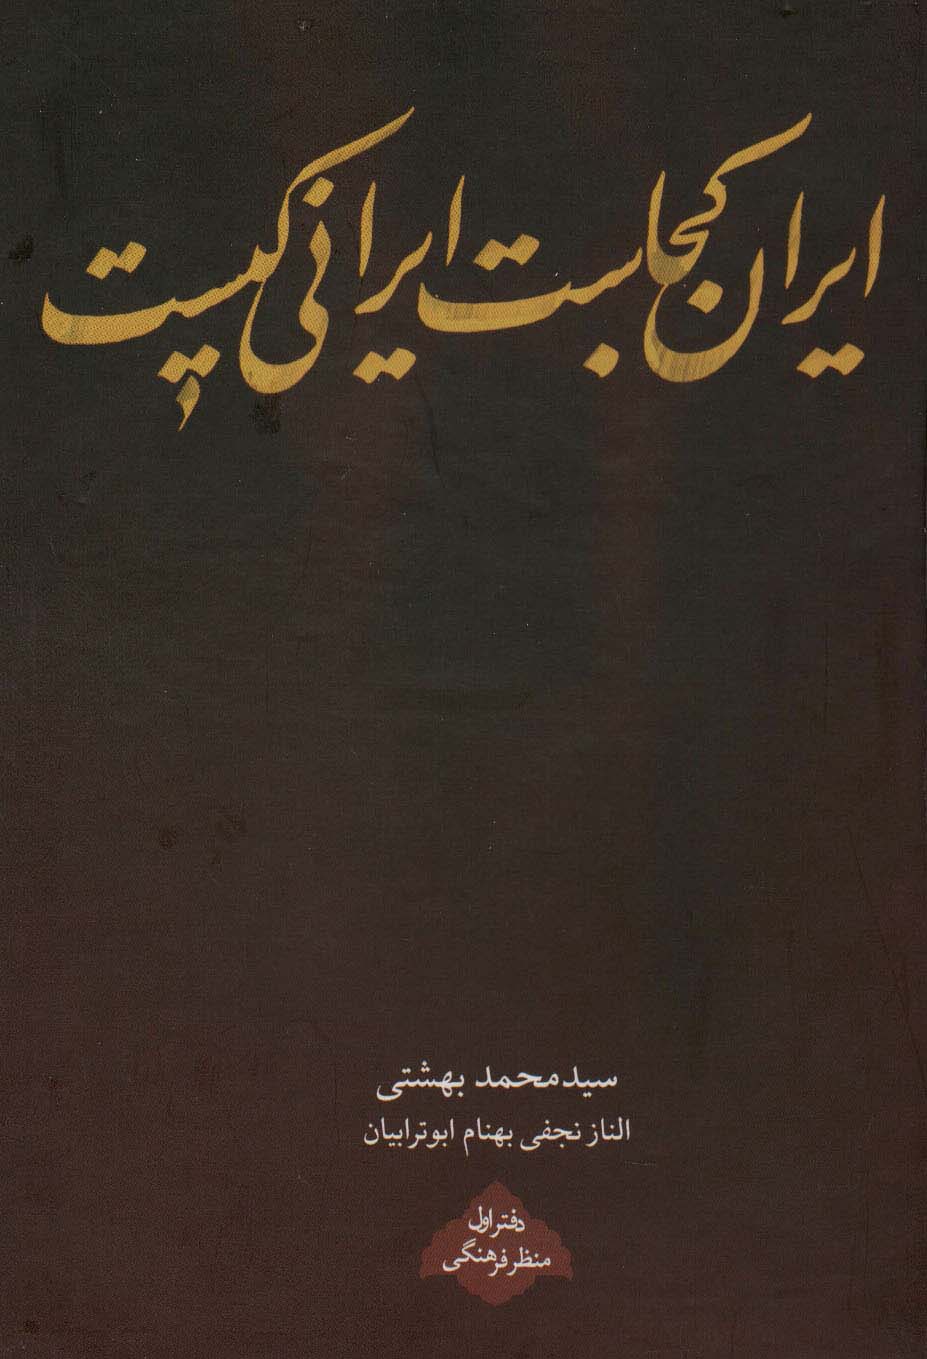 ایران کجاست ایرانی کیست
سید محمد بهشتی
الناز نجفی بهنام ابوترابیان
دفتر اول
منظر فرهنگی